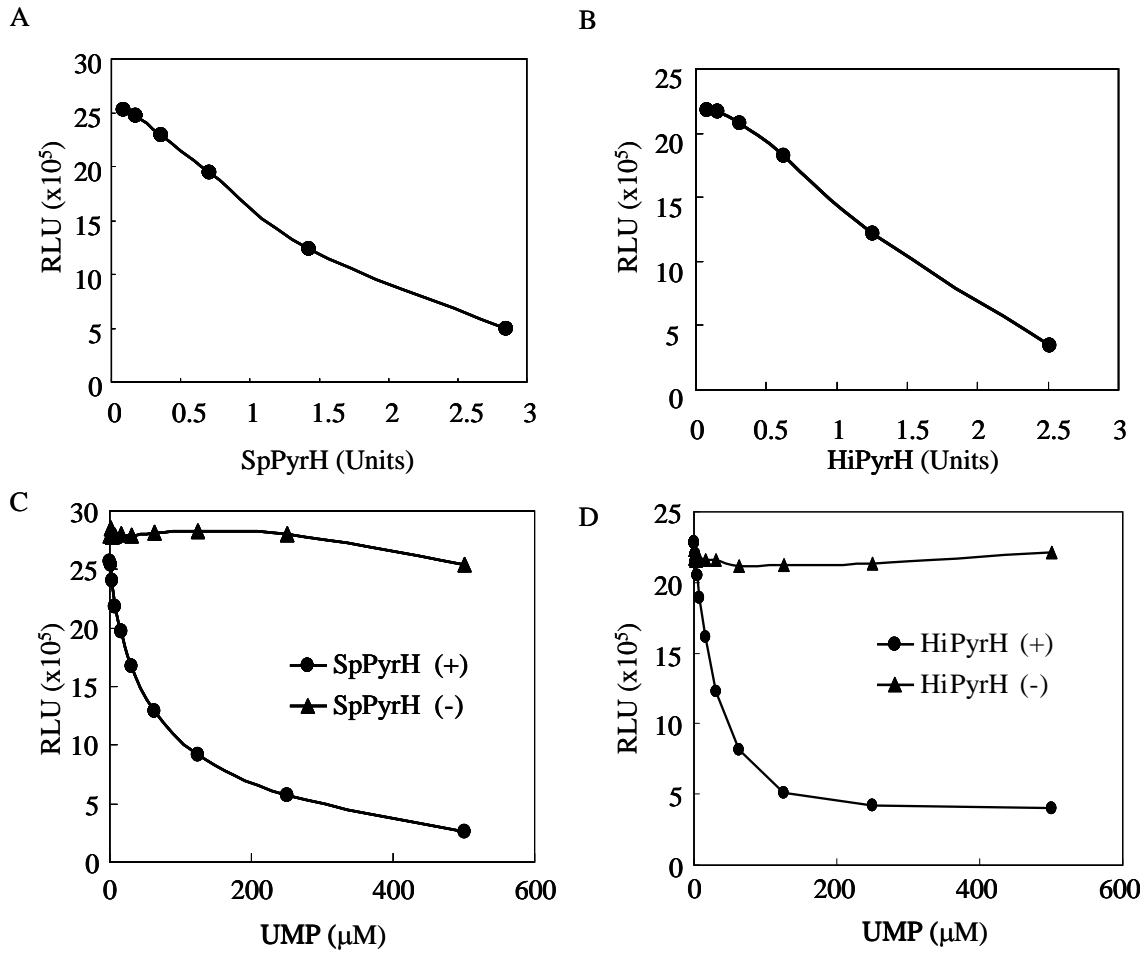 A
30
25
20
15
10
5
0
RLU (x10⁵)
0 0.5 1 1.5 2 2.5 3
SpPyrH (Units)
B
30
25
20
15
10
5
0
RLU (x10⁵)
0 0.5 1 1.5 2 2.5 3
HiPyrH (Units)
C
30
25
20
15
10
5
0
RLU (x10⁵)
SpPyrH (+)
SpPyrH (-)
0 200 400 600
UMP (μM)
D
25
20
15
10
5
0
RLU (x10⁵)
HiPyrH (+)
HiPyrH (-)
0 200 400 600
UMP (μM)